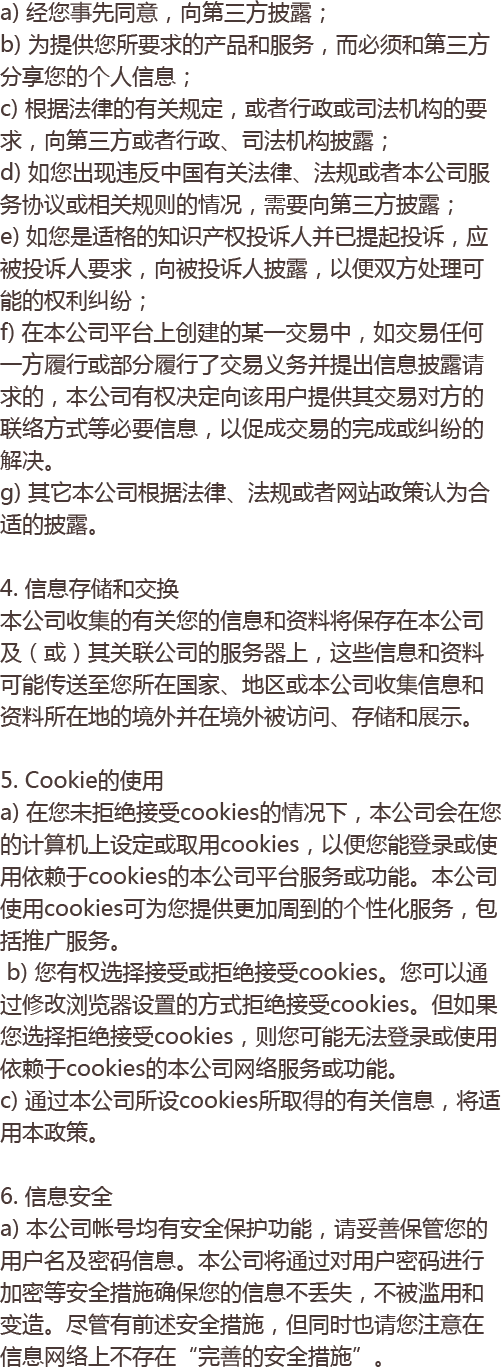 a) 经您事先同意，向第三方披露；
b) 为提供您所要求的产品和服务，而必须和第三方
分享您的个人信息；
c) 根据法律的有关规定，或者行政或司法机构的要
求，向第三方或者行政、司法机构披露；
d) 如您出现违反中国有关法律、法规或者本公司服
务协议或相关规则的情况，需要向第三方披露；
e) 如您是适格的知识产权投诉人并已提起投诉，应
被投诉人要求，向被投诉人披露，以便双方处理可
能的权利纠纷；
f) 在本公司平台上创建的某一交易中，如交易任何
一方履行或部分履行了交易义务并提出信息披露请
求的，本公司有权决定向该用户提供其交易对方的
联络方式等必要信息，以促成交易的完成或纠纷的
解决。
g) 其它本公司根据法律、法规或者网站政策认为合
适的披露。
4. 信息存储和交换
本公司收集的有关您的信息和资料将保存在本公司
及（或）其关联公司的服务器上，这些信息和资料
可能传送至您所在国家、地区或本公司收集信息和
资料所在地的境外并在境外被访问、存储和展示。
5. Cookie的使用
a) 在您未拒绝接受cookies的情况下，本公司会在您
的计算机上设定或取用cookies，以便您能登录或使
用依赖于cookies的本公司平台服务或功能。本公司
使用cookies可为您提供更加周到的个性化服务，包
括推广服务。
b) 您有权选择接受或拒绝接受cookies。您可以通
过修改浏览器设置的方式拒绝接受cookies。但如果
您选择拒绝接受cookies，则您可能无法登录或使用
依赖于cookies的本公司网络服务或功能。
c) 通过本公司所设cookies所取得的有关信息，将适
用本政策。
6. 信息安全
a) 本公司帐号均有安全保护功能，请妥善保管您的
用户名及密码信息。本公司将通过对用户密码进行
加密等安全措施确保您的信息不丢失，不被滥用和
变造。尽管有前述安全措施，但同时也请您注意在
信息网络上不存在“完善的安全措施”。